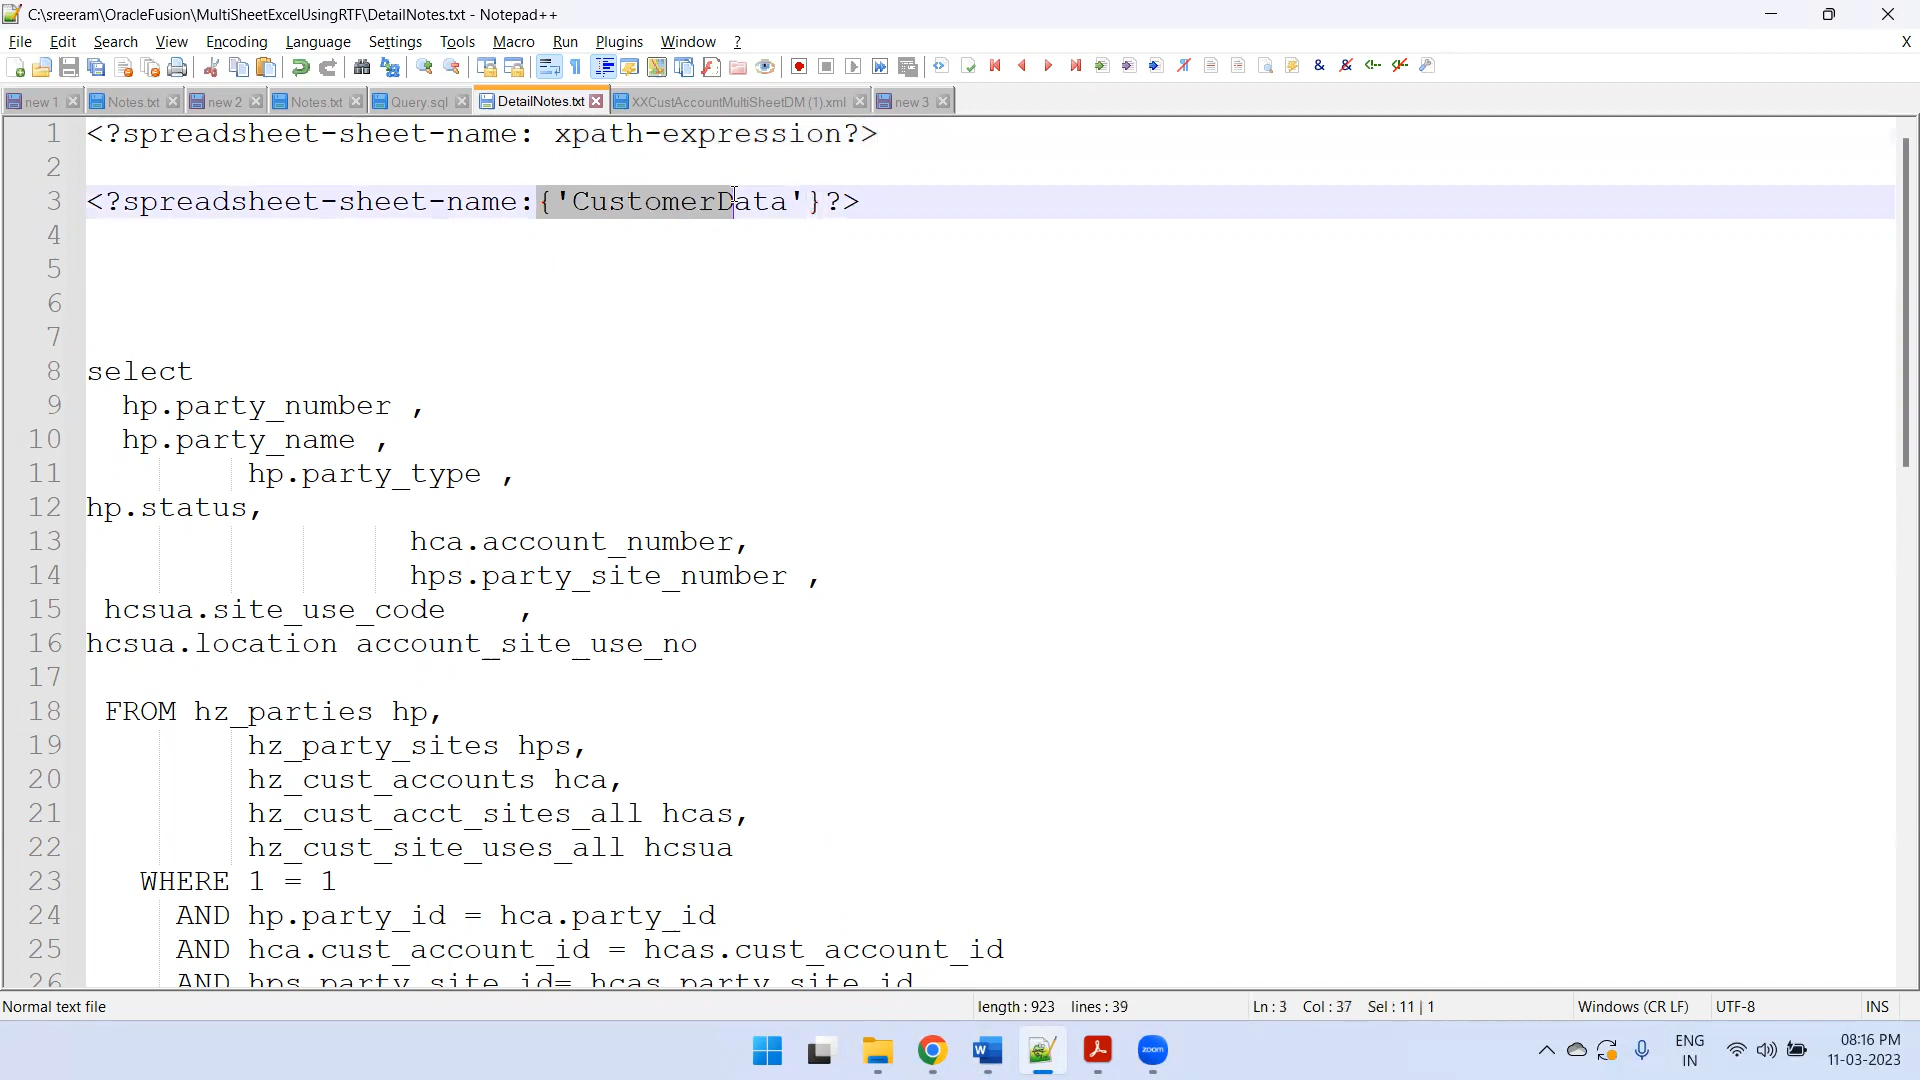 C:\sreeram\OracleFusion\MultiSheetExcelUsingRTF\DetailNotes.txt - Notepad++
File Edit Search View Encoding Language Settings Tools Macro Run Plugins Window ? X
new 1 Notes.txt new 2 Notes.txt Query.sql DetailNotes.txt XXCustAccountMultiSheetDM (1).xml new 3
1 <?spreadsheet-sheet-name: xpath-expression?>
2
3 <?spreadsheet-sheet-name:{'CustomerData'}?>
4
5
6
7
8 select
9 hp.party_number ,
10 hp.party_name ,
11 hp.party_type ,
12 hp.status,
13 hca.account_number,
14 hps.party_site_number ,
15 hcsua.site_use_code ,
16 hcsua.location account_site_use_no
17
18 FROM hz_parties hp,
19 hz_party_sites hps,
20 hz_cust_accounts hca,
21 hz_cust_acct_sites_all hcas,
22 hz_cust_site_uses_all hcsua
23 WHERE 1 = 1
24 AND hp.party_id = hca.party_id
25 AND hca.cust_account_id = hcas.cust_account_id
26 AND hps.party_site_id= hcas.party_site_id
Normal text file length : 923 lines : 39 Ln : 3 Col : 37 Sel : 11 | 1 Windows (CR LF) UTF-8 INS
zoom
ENG
IN
08:16 PM
11-03-2023